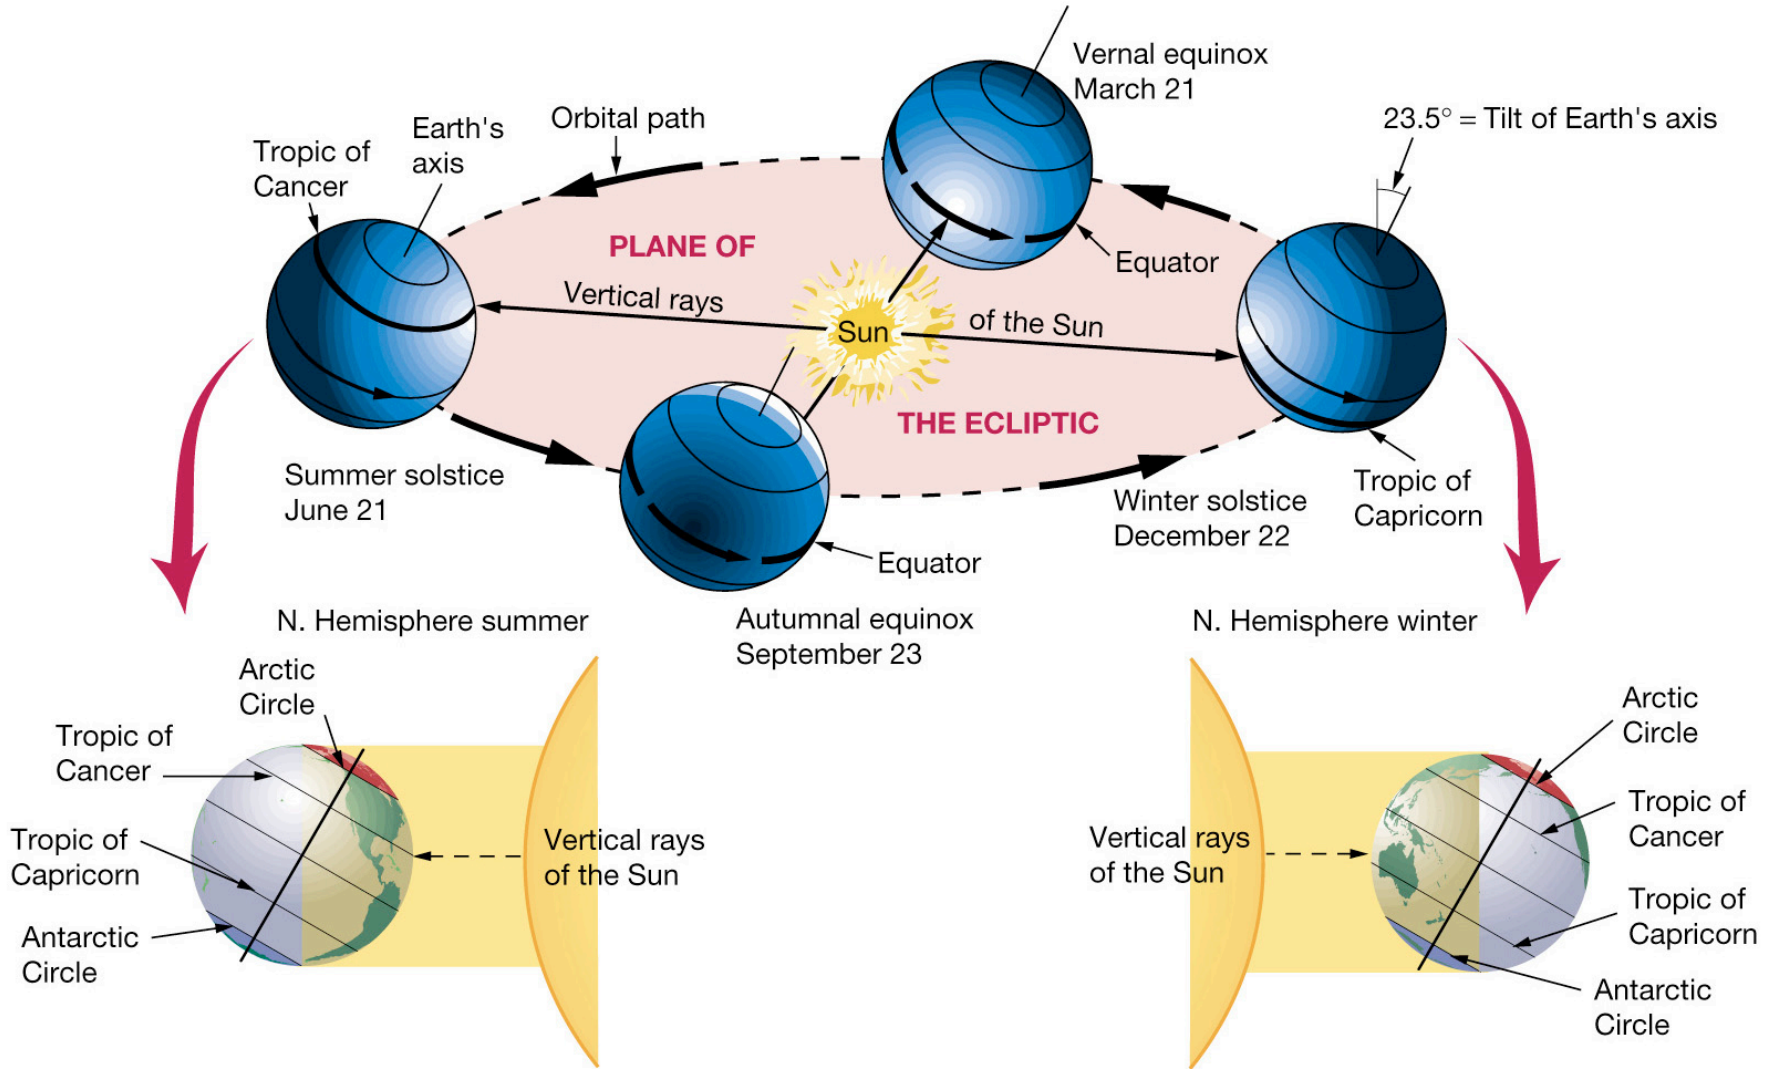 Vernal equinox
March 21
23.5° = Tilt of Earth's axis
Orbital path
Earth's
axis
Tropic of
Cancer
PLANE OF
Equator
Vertical rays
Sun
of the Sun
THE ECLIPTIC
Summer solstice
June 21
Winter solstice
December 22
Tropic of
Capricorn
Equator
Autumnal equinox
September 23
N. Hemisphere summer
Arctic
Circle
Tropic of
Cancer
Tropic of
Capricorn
Antarctic
Circle
Vertical rays
of the Sun
N. Hemisphere winter
Vertical rays
of the Sun
Arctic
Circle
Tropic of
Cancer
Tropic of
Capricorn
Antarctic
Circle